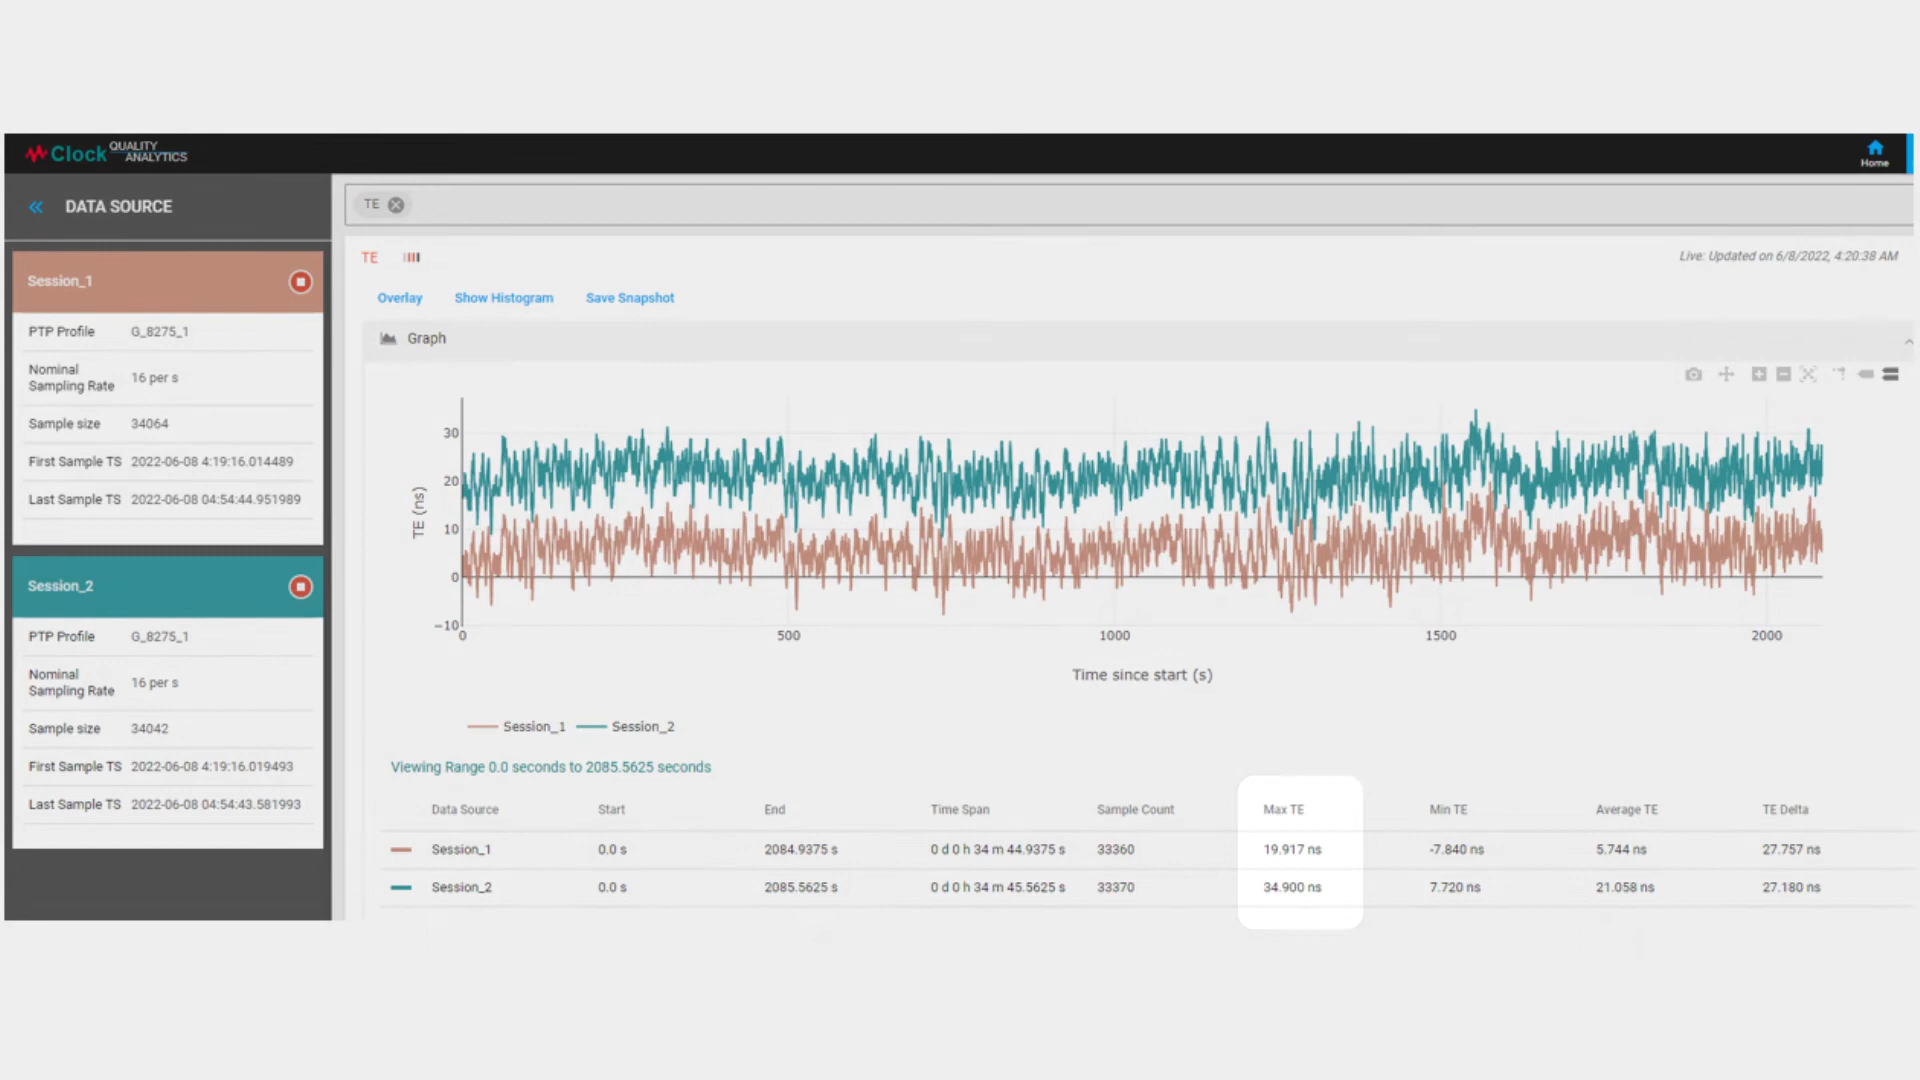 Clock QUALITY ANALYTICS
Home
DATA SOURCE
TE
Session_1
PTP Profile G_8275_1
Nominal Sampling Rate 16 per s
Sample size 34064
First Sample TS 2022-06-08 4:19:16.014489
Last Sample TS 2022-06-08 04:54:44.951989
Session_2
PTP Profile G_8275_1
Nominal Sampling Rate 16 per s
Sample size 34042
First Sample TS 2022-06-08 4:19:16.019493
Last Sample TS 2022-06-08 04:54:43.581993
TE
Live: Updated on 6/8/2022, 4:20:38 AM
Overlay Show Histogram Save Snapshot
Graph
TE (ns)
30
20
10
0
−10
0 500 1000 1500 2000
Time since start (s)
Session_1 Session_2
Viewing Range 0.0 seconds to 2085.5625 seconds
Data Source Start End Time Span Sample Count Max TE Min TE Average TE TE Delta
Session_1 0.0 s 2084.9375 s 0 d 0 h 34 m 44.9375 s 33360 19.917 ns -7.840 ns 5.744 ns 27.757 ns
Session_2 0.0 s 2085.5625 s 0 d 0 h 34 m 45.5625 s 33370 34.900 ns 7.720 ns 21.058 ns 27.180 ns